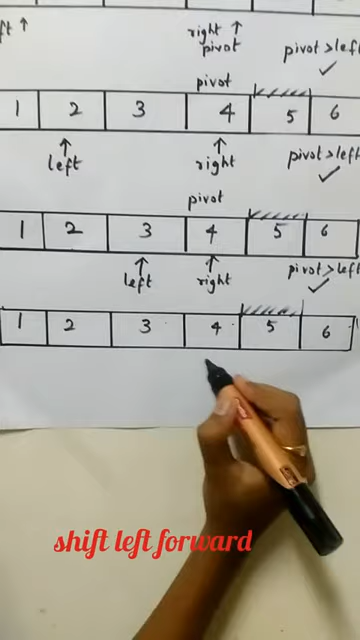 right ↑
pivot
pivot > left ✓
pivot
1 2 3 4 5 6
↑ left ↑ right
pivot > left ✓
pivot
1 2 3 4 5 6
↑ left ↑ right
pivot > left ✓
1 2 3 4 5 6
shift left forward